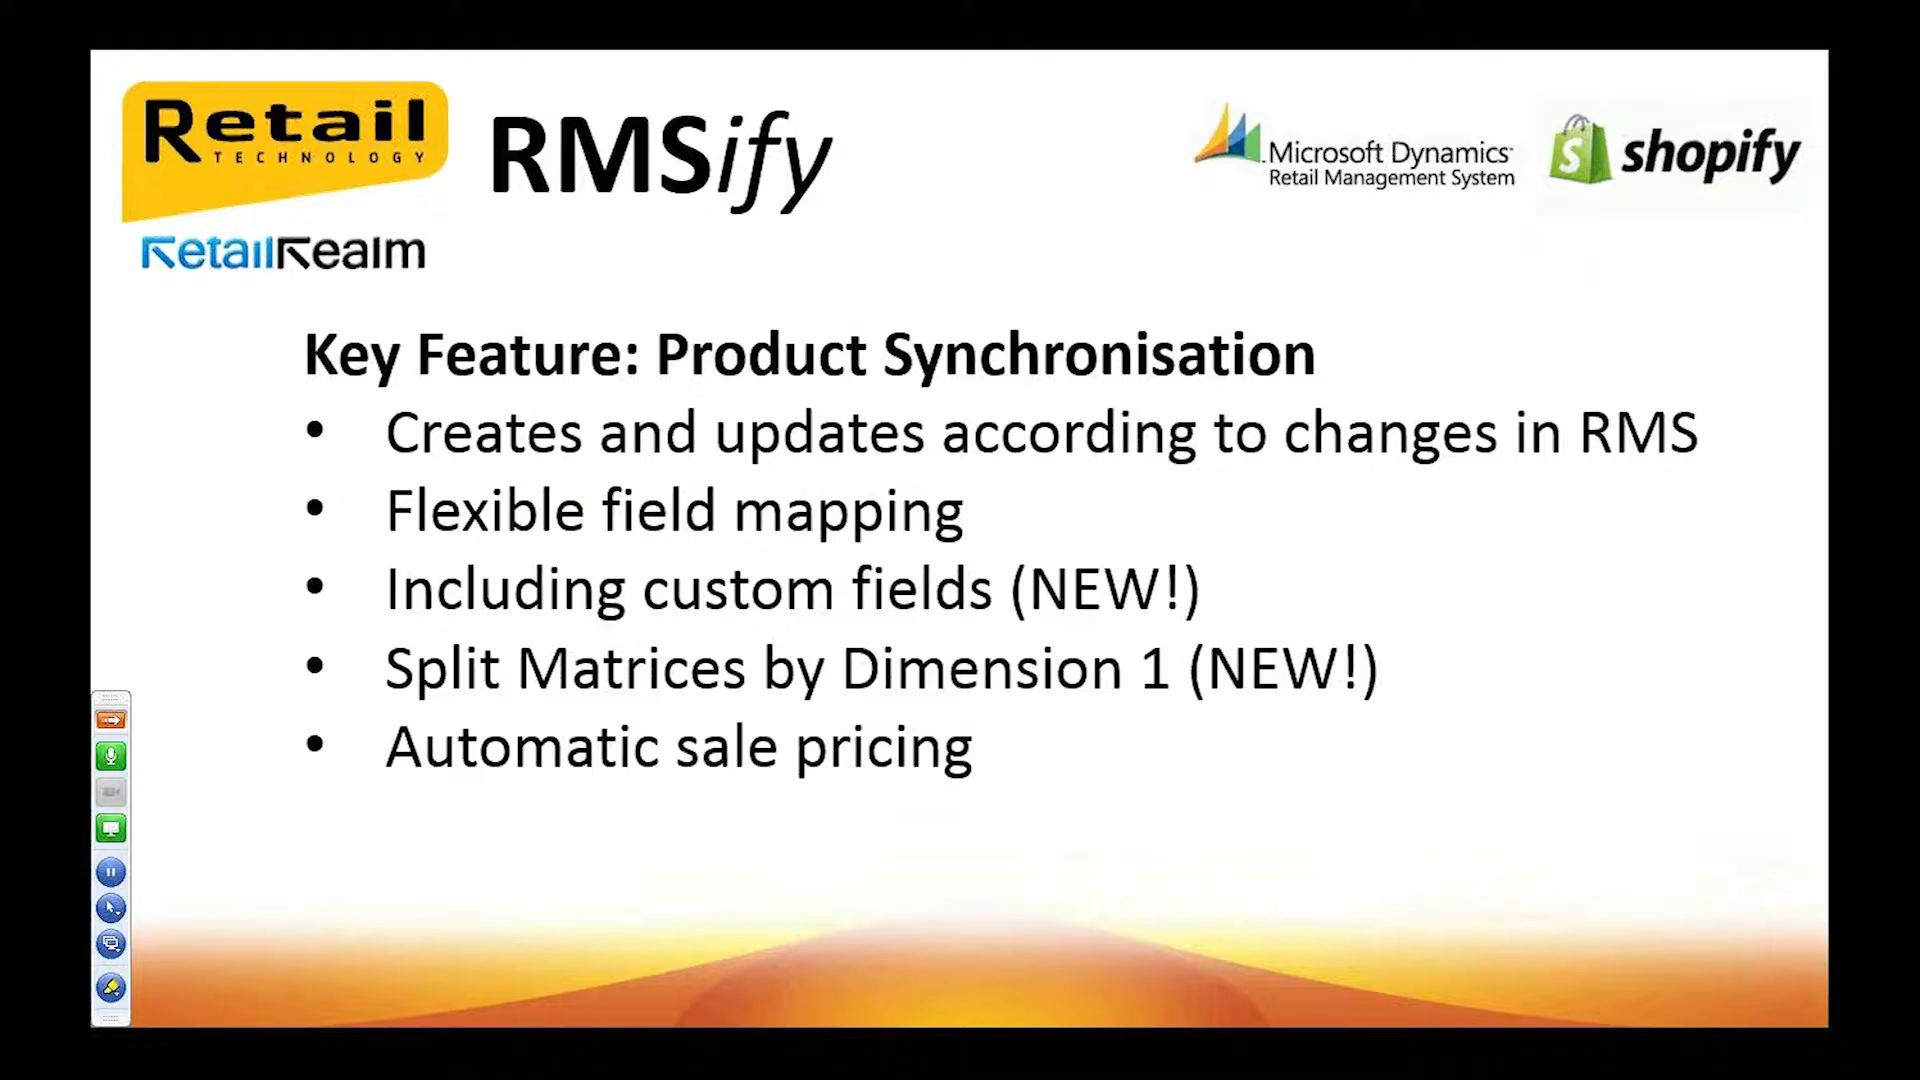 Retail
TECHNOLOGY
RetailRealm
RMSify
Microsoft Dynamics
Retail Management System
shopify
Key Feature: Product Synchronisation
• Creates and updates according to changes in RMS
• Flexible field mapping
• Including custom fields (NEW!)
• Split Matrices by Dimension 1 (NEW!)
• Automatic sale pricing